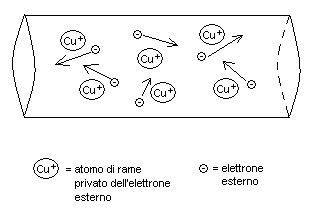 Cu+ Cu+
Cu+
Cu+ Cu+ Cu+
Cu+ = atomo di rame
privato dell'elettrone
esterno
= elettrone
esterno